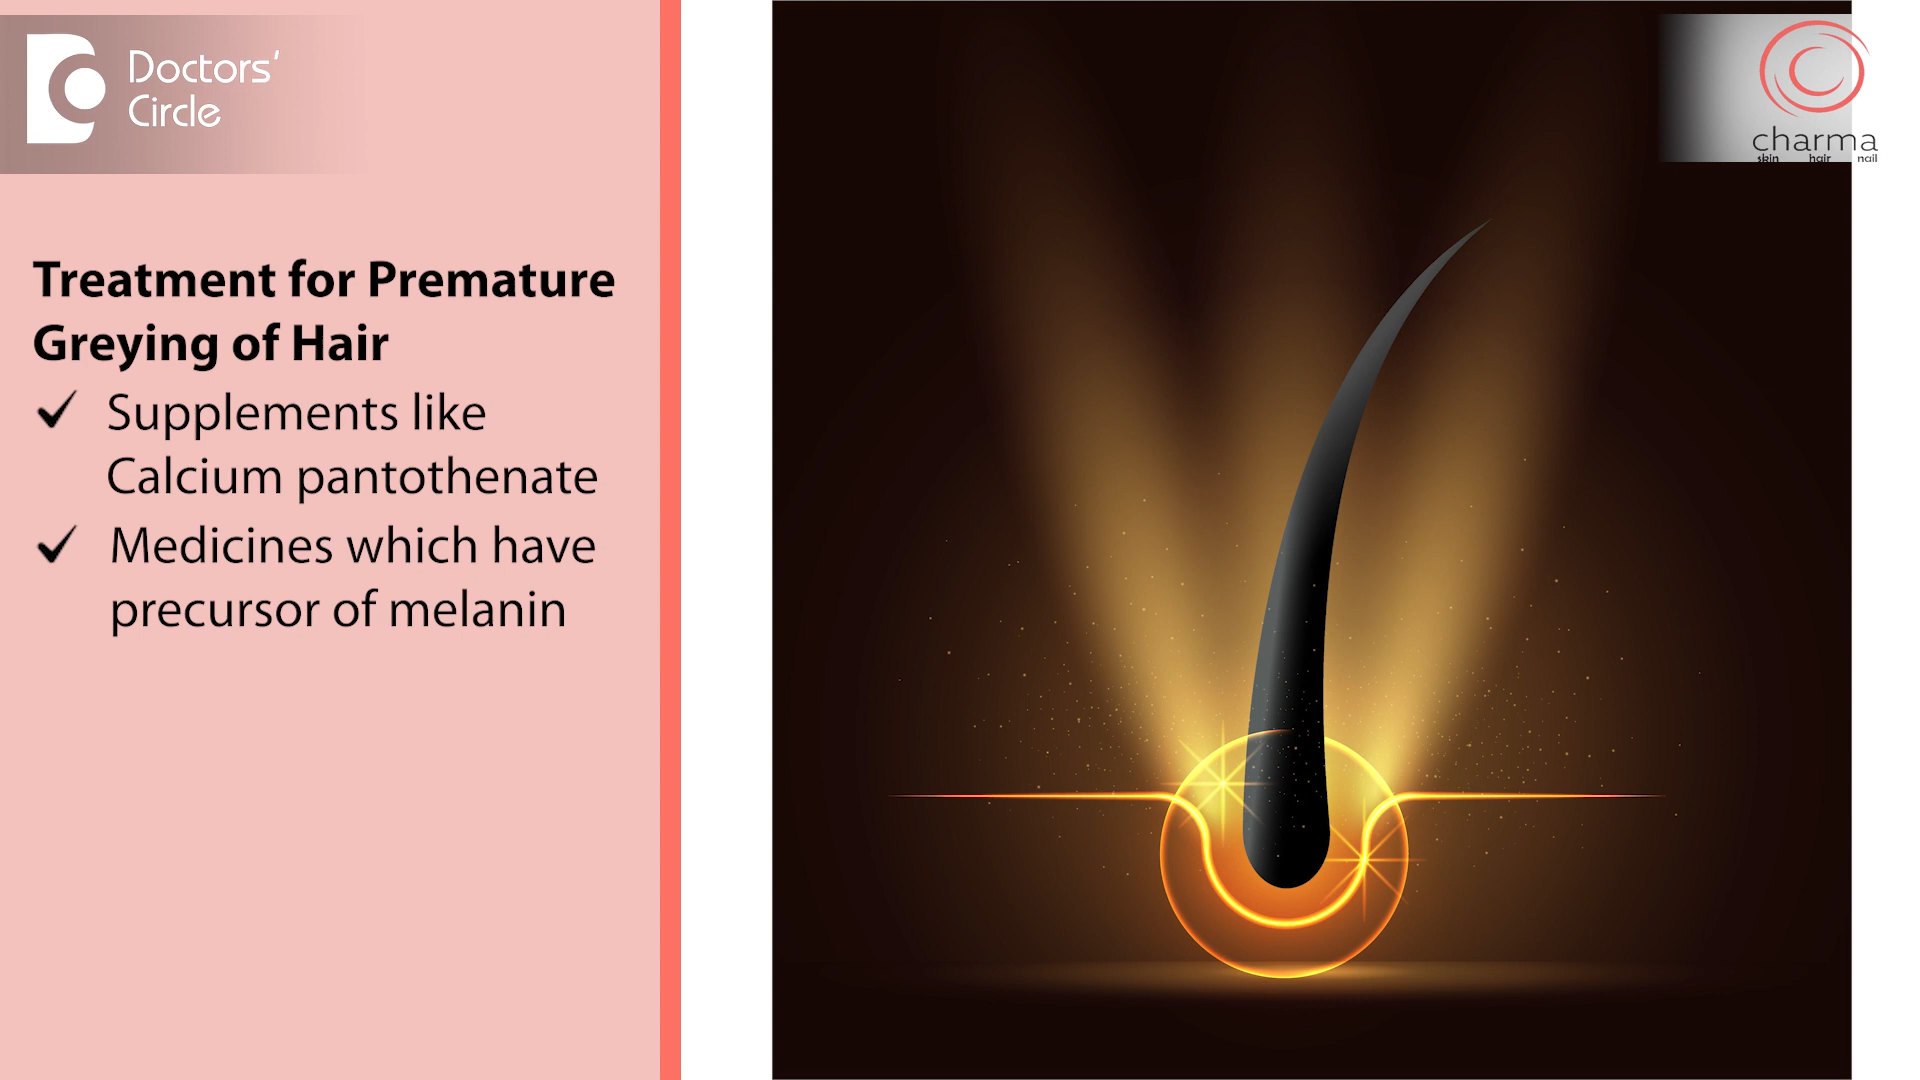 Doctors'
Circle
charma
skin hair nail
Treatment for Premature
Greying of Hair
Supplements like
Calcium pantothenate
Medicines which have
precursor of melanin